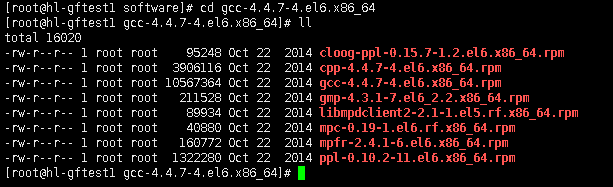 [root@hl-gftest1 software]# cd gcc-4.4.7-4.el6.x86_64
[root@hl-gftest1 gcc-4.4.7-4.el6.x86_64]# ll
total 16020
-rw-r--r-- 1 root root    95248 Oct 22  2014 cloog-ppl-0.15.7-1.2.el6.x86_64.rpm
-rw-r--r-- 1 root root  3906116 Oct 22  2014 cpp-4.4.7-4.el6.x86_64.rpm
-rw-r--r-- 1 root root 10567364 Oct 22  2014 gcc-4.4.7-4.el6.x86_64.rpm
-rw-r--r-- 1 root root   211528 Oct 22  2014 gmp-4.3.1-7.el6_2.2.x86_64.rpm
-rw-r--r-- 1 root root    89934 Oct 22  2014 libmpdclient2-2.1-1.el5.rf.x86_64.rpm
-rw-r--r-- 1 root root    40880 Oct 22  2014 mpc-0.19-1.el6.rf.x86_64.rpm
-rw-r--r-- 1 root root   160772 Oct 22  2014 mpfr-2.4.1-6.el6.x86_64.rpm
-rw-r--r-- 1 root root  1322280 Oct 22  2014 ppl-0.10.2-11.el6.x86_64.rpm
[root@hl-gftest1 gcc-4.4.7-4.el6.x86_64]#